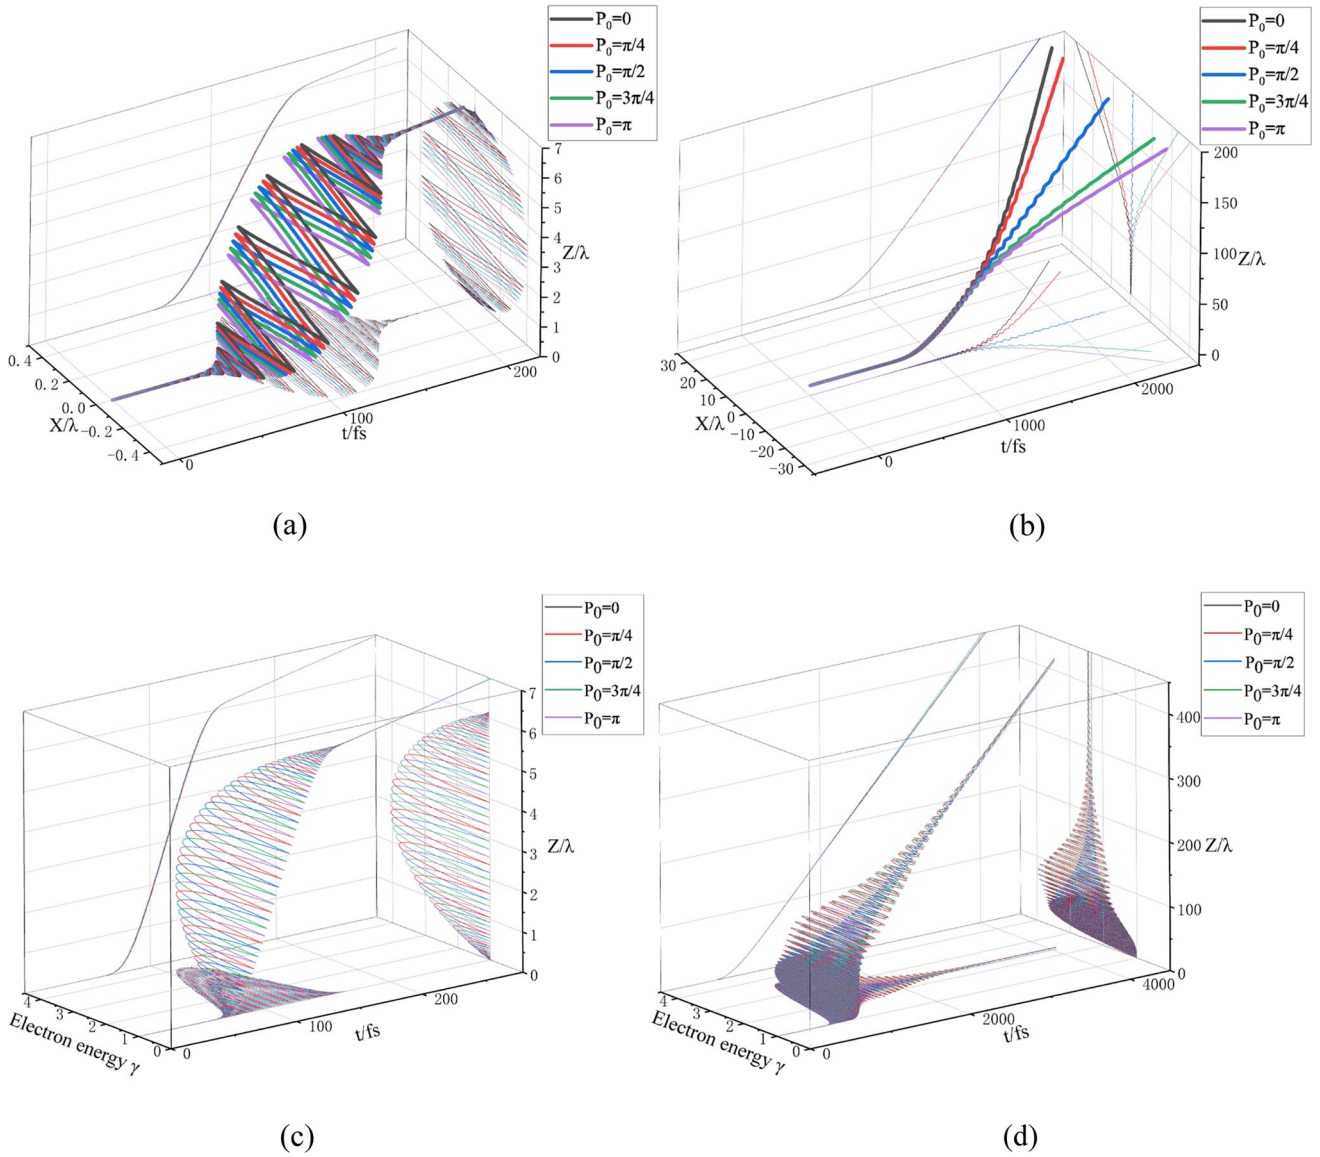 P0=0
P0=π/4
P0=π/2
P0=3π/4
P0=π
7
6
5
4
3
2
1
0
Z/λ
0.4
0.2
0.0
-0.2
-0.4
X/λ
0
100
200
t/fs
(a)
P0=0
P0=π/4
P0=π/2
P0=3π/4
P0=π
200
150
100
50
0
Z/λ
30
20
10
0
-10
-20
-30
X/λ
0
1000
2000
t/fs
(b)
P0=0
P0=π/4
P0=π/2
P0=3π/4
P0=π
7
6
5
4
3
2
1
0
Z/λ
4
3
2
1
0
Electron energy γ
0
100
200
t/fs
(c)
P0=0
P0=π/4
P0=π/2
P0=3π/4
P0=π
400
300
200
100
0
Z/λ
4
3
2
1
0
Electron energy γ
0
2000
4000
t/fs
(d)